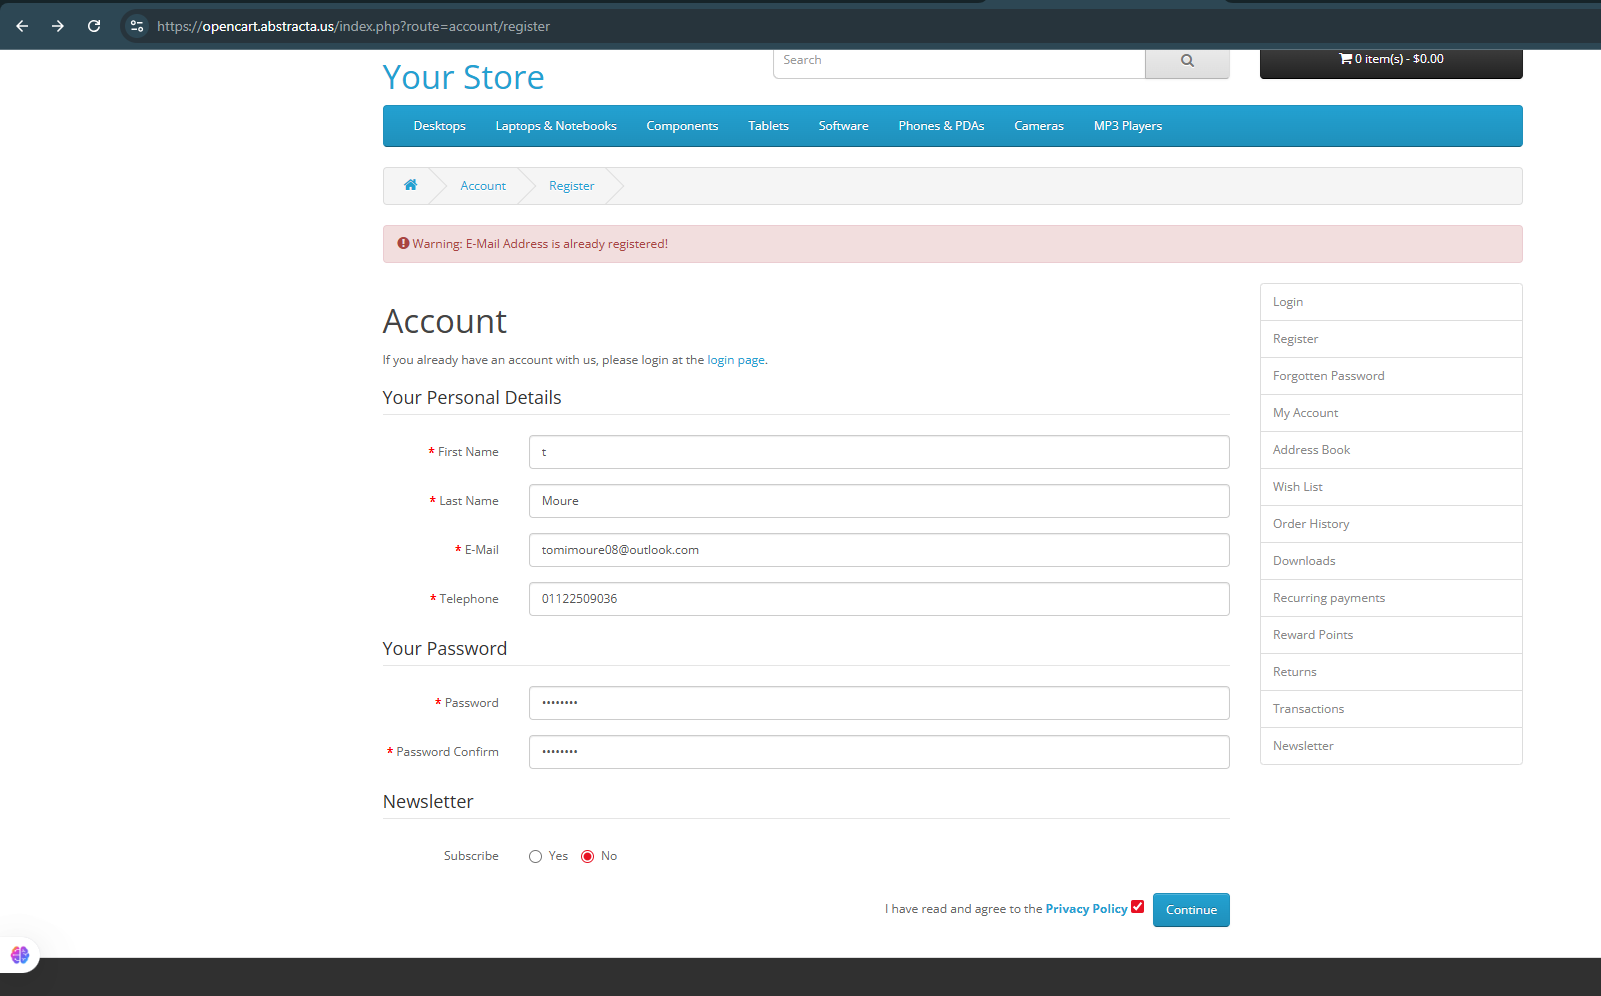 https://opencart.abstracta.us/index.php?route=account/register
Your Store
Search
0 item(s) - $0.00
Desktops Laptops & Notebooks Components Tablets Software Phones & PDAs Cameras MP3 Players
Account Register
Warning: E-Mail Address is already registered!
Account
If you already have an account with us, please login at the login page.
Your Personal Details
* First Name t
* Last Name Moure
* E-Mail tomimoure08@outlook.com
* Telephone 01122509036
Your Password
* Password ••••••••
* Password Confirm ••••••••
Newsletter
Subscribe Yes No
I have read and agree to the Privacy Policy Continue
Login
Register
Forgotten Password
My Account
Address Book
Wish List
Order History
Downloads
Recurring payments
Reward Points
Returns
Transactions
Newsletter